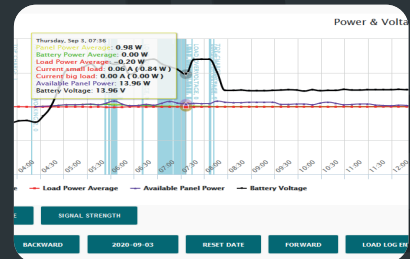 Power & Volta
Thursday, Sep 5, 07:36
Panel Power Average: 0.98 W
Battery Power Average: 0.00 W
Load Power Average: -0.20 W
Current small load: 0.06 A ( 0.84 W )
Current big load: 0.00 A ( 0.00 W )
Available Panel Power: 13.96 W
Battery Voltage: 13.96 V
04:00 04:30 05:00 05:30 06:00 06:30 07:00 07:30 08:00 08:30 09:00 09:30 10:00 10:30 11:00 11:30 12:00
e Load Power Average Available Panel Power Battery Voltage
E SIGNAL STRENGTH
BACKWARD 2020-09-03 RESET DATE FORWARD LOAD LOG EN